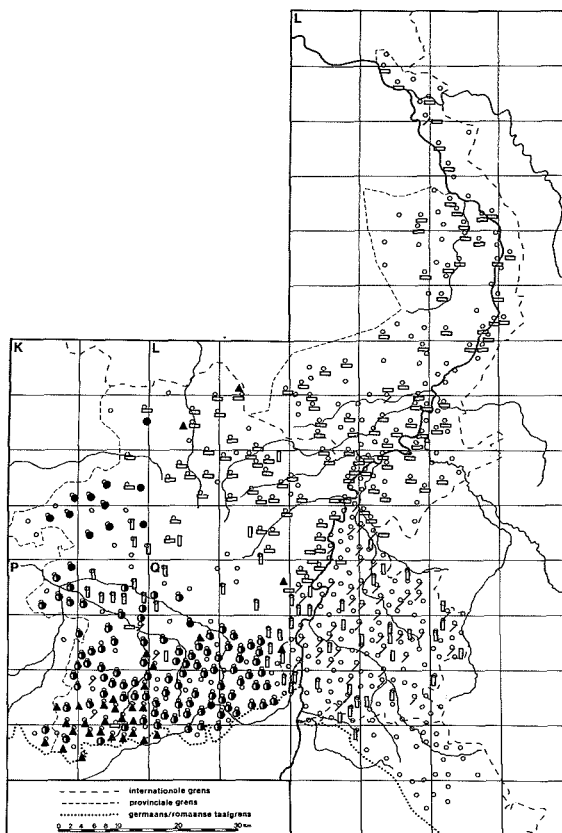 L
K L
P Q
internationale grens
provinciale grens
germaans/romaanse taalgrens
0 2 4 6 8 10 20 30 km